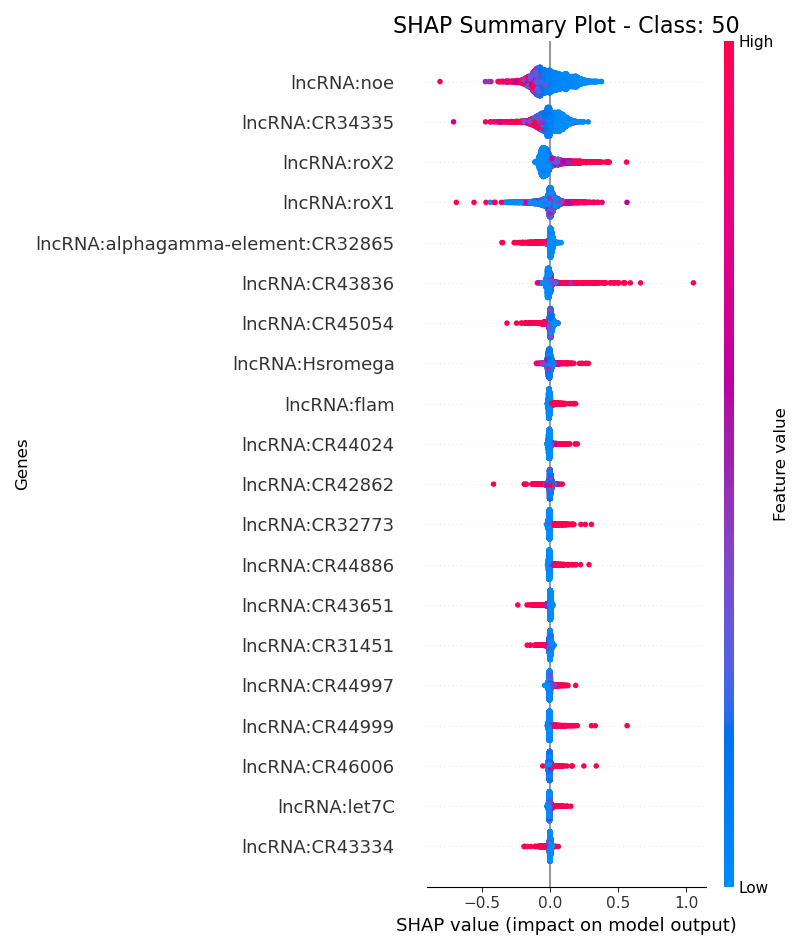 SHAP Summary Plot - Class: 50
High
lncRNA:noe
lncRNA:CR34335
lncRNA:roX2
lncRNA:roX1
lncRNA:alphagamma-element:CR32865
lncRNA:CR43836
lncRNA:CR45054
lncRNA:Hsromega
lncRNA:flam
lncRNA:CR44024
lncRNA:CR42862
lncRNA:CR32773
lncRNA:CR44886
lncRNA:CR43651
lncRNA:CR31451
lncRNA:CR44997
lncRNA:CR44999
lncRNA:CR46006
lncRNA:let7C
lncRNA:CR43334
Genes
Feature value
Low
−0.5 0.0 0.5 1.0
SHAP value (impact on model output)